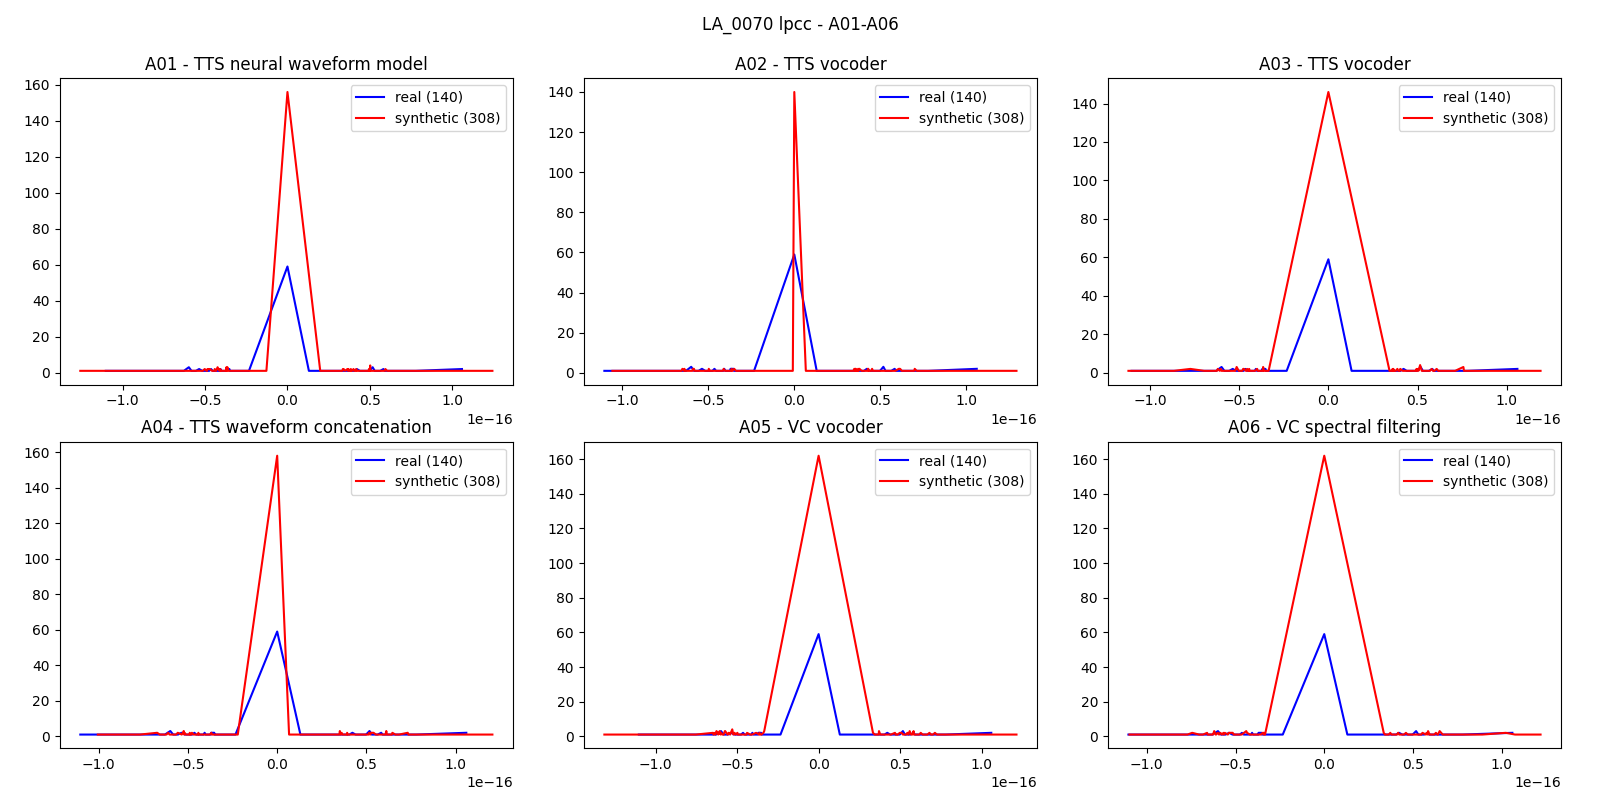 LA_0070 lpcc - A01-A06
A01 - TTS neural waveform model
160
140
120
100
80
60
40
20
0
real (140)
synthetic (308)
−1.0 −0.5 0.0 0.5 1.0
1e−16
A02 - TTS vocoder
140
120
100
80
60
40
20
0
real (140)
synthetic (308)
−1.0 −0.5 0.0 0.5 1.0
1e−16
A03 - TTS vocoder
140
120
100
80
60
40
20
0
real (140)
synthetic (308)
−1.0 −0.5 0.0 0.5 1.0
1e−16
A04 - TTS waveform concatenation
160
140
120
100
80
60
40
20
0
real (140)
synthetic (308)
−1.0 −0.5 0.0 0.5 1.0
1e−16
A05 - VC vocoder
160
140
120
100
80
60
40
20
0
real (140)
synthetic (308)
−1.0 −0.5 0.0 0.5 1.0
1e−16
A06 - VC spectral filtering
160
140
120
100
80
60
40
20
0
real (140)
synthetic (308)
−1.0 −0.5 0.0 0.5 1.0
1e−16